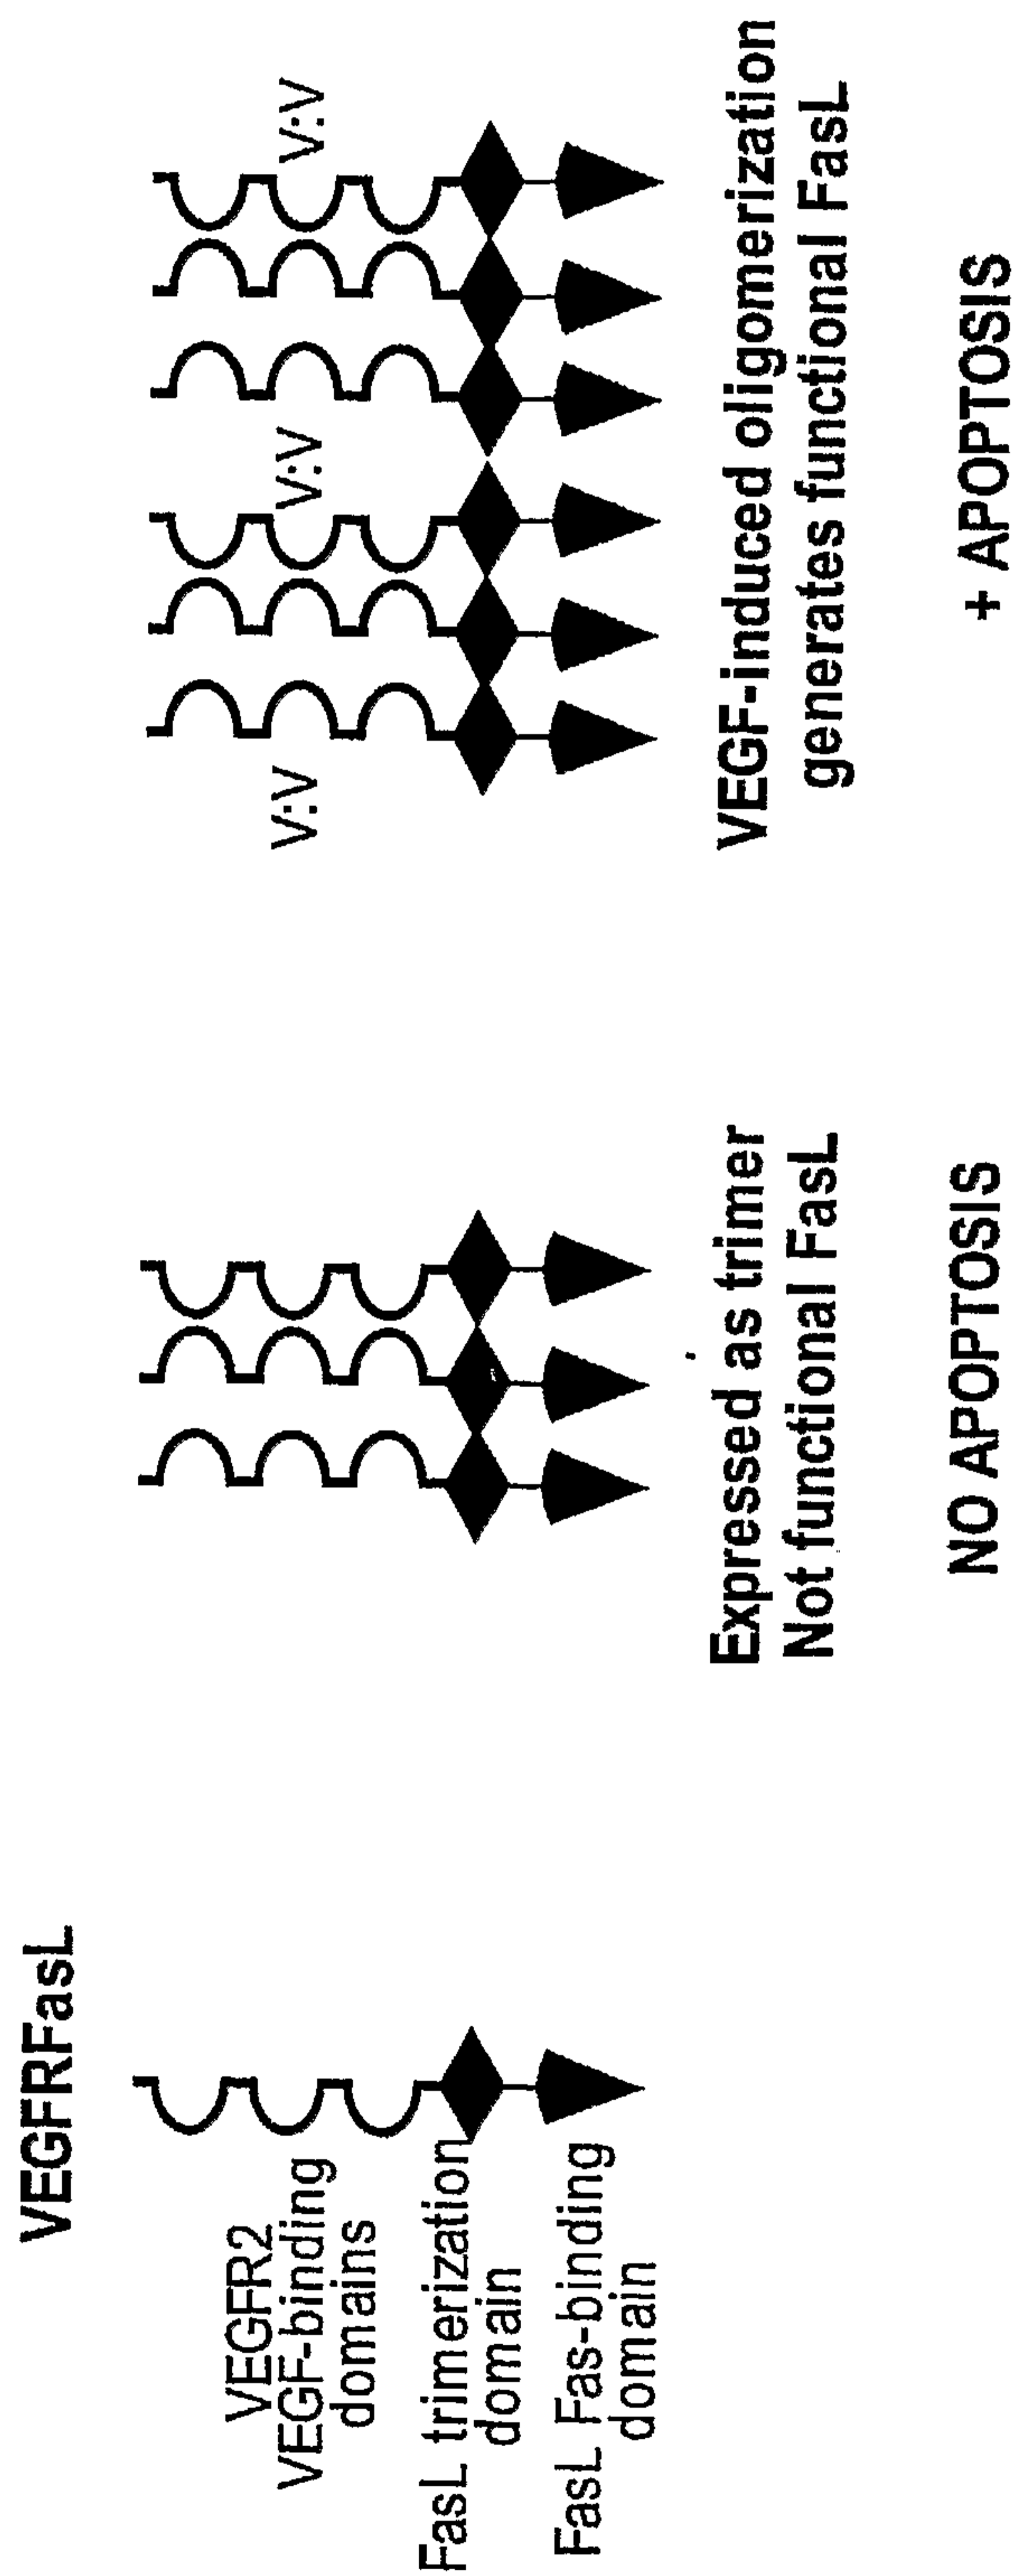 VEGFRFasL
VEGFR2
VEGF-binding
domains
FasL trimerization
domain
FasL Fas-binding
domain
Expressed as trimer
Not functional FasL
NO APOPTOSIS
V:V
V:V
V:V
VEGF-induced oligomerization
generates functional FasL
+ APOPTOSIS